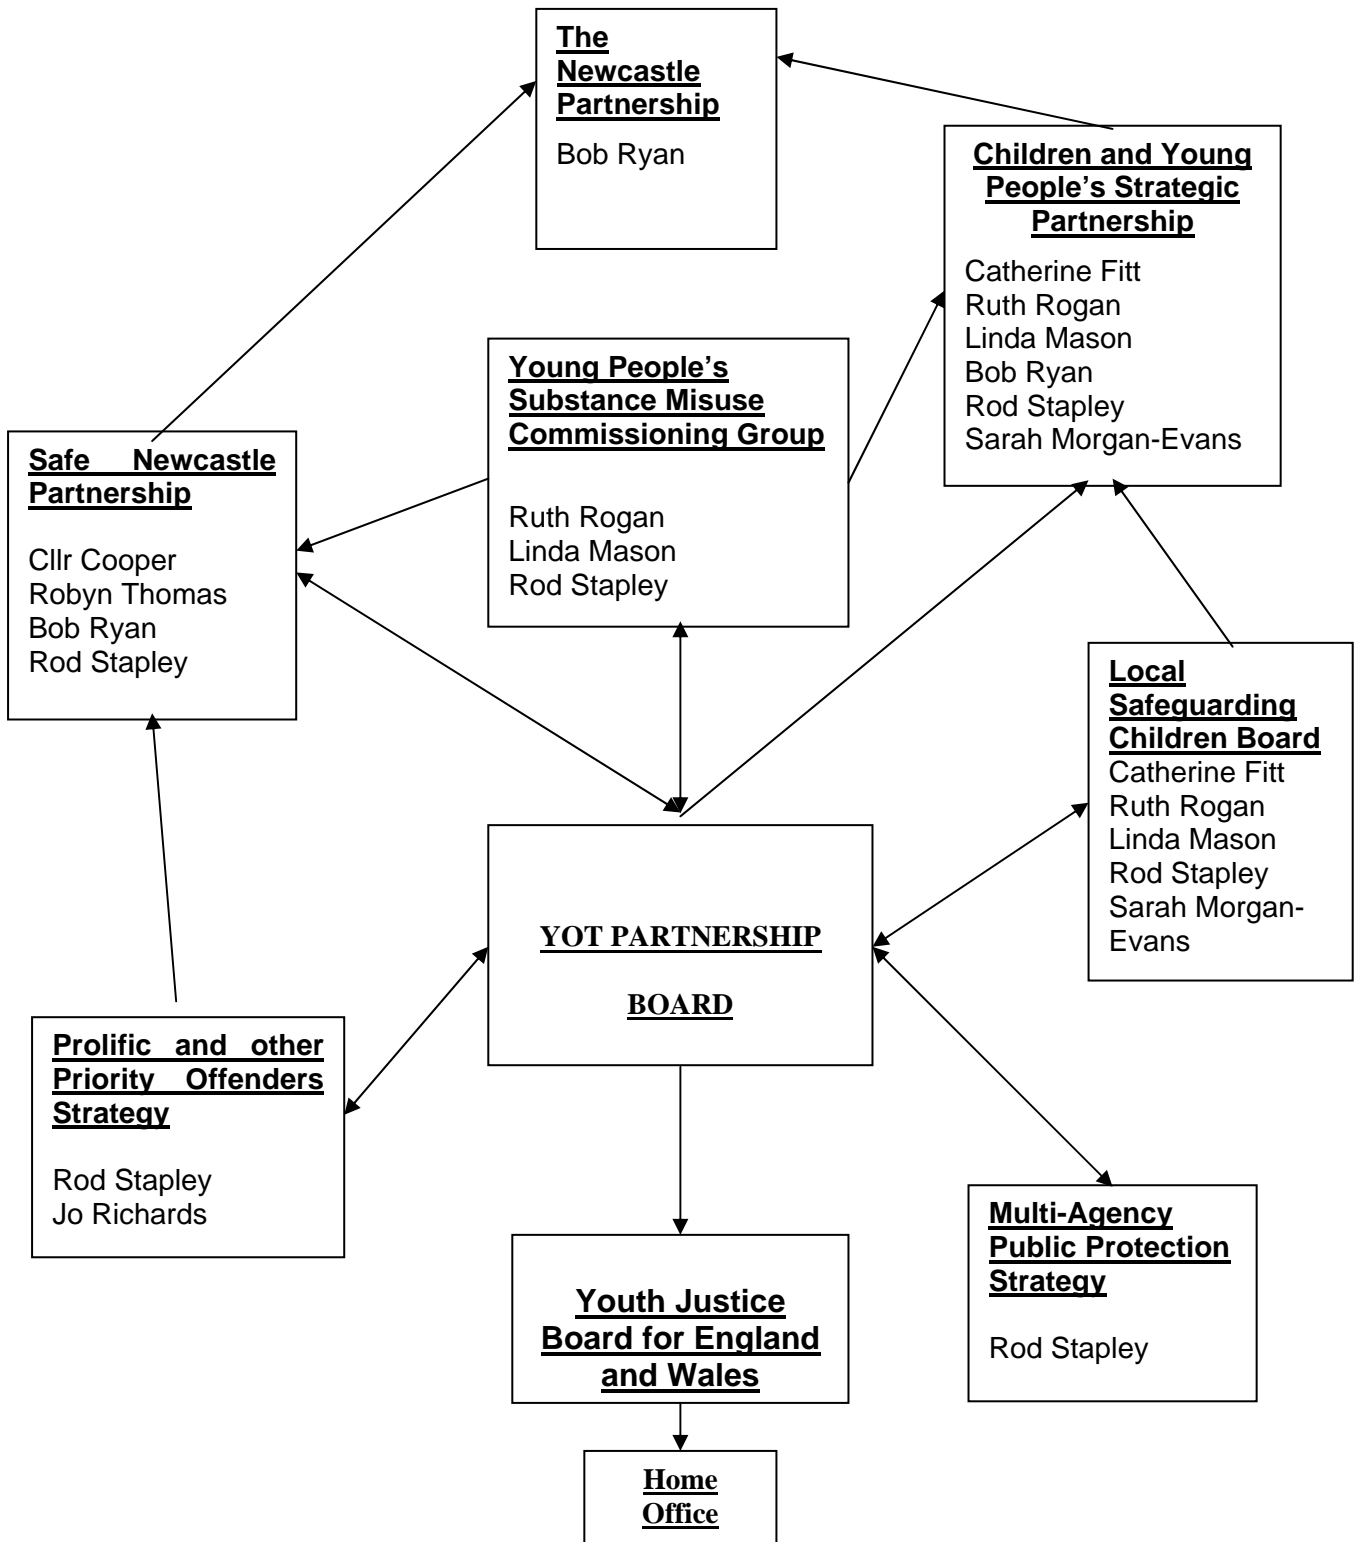 The
Newcastle
Partnership
Bob Ryan
Children and Young
People’s Strategic
Partnership
Catherine Fitt
Ruth Rogan
Linda Mason
Bob Ryan
Rod Stapley
Sarah Morgan-Evans
Young People’s
Substance Misuse
Commissioning Group
Ruth Rogan
Linda Mason
Rod Stapley
Safe Newcastle
Partnership
Cllr Cooper
Robyn Thomas
Bob Ryan
Rod Stapley
Local
Safeguarding
Children Board
Catherine Fitt
Ruth Rogan
Linda Mason
Rod Stapley
Sarah Morgan-
Evans
YOT PARTNERSHIP
BOARD
Prolific and other
Priority Offenders
Strategy
Rod Stapley
Jo Richards
Multi-Agency
Public Protection
Strategy
Rod Stapley
Youth Justice
Board for England
and Wales
Home
Office